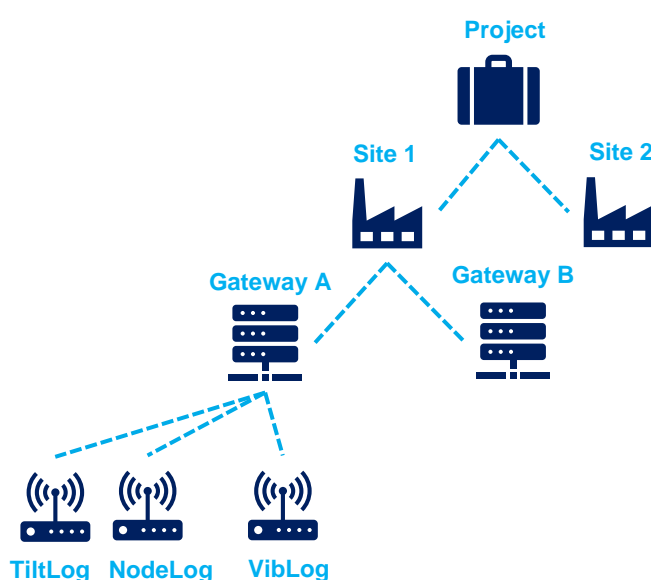 Project
Site 1
Site 2
Gateway A
Gateway B
TiltLog
NodeLog
VibLog